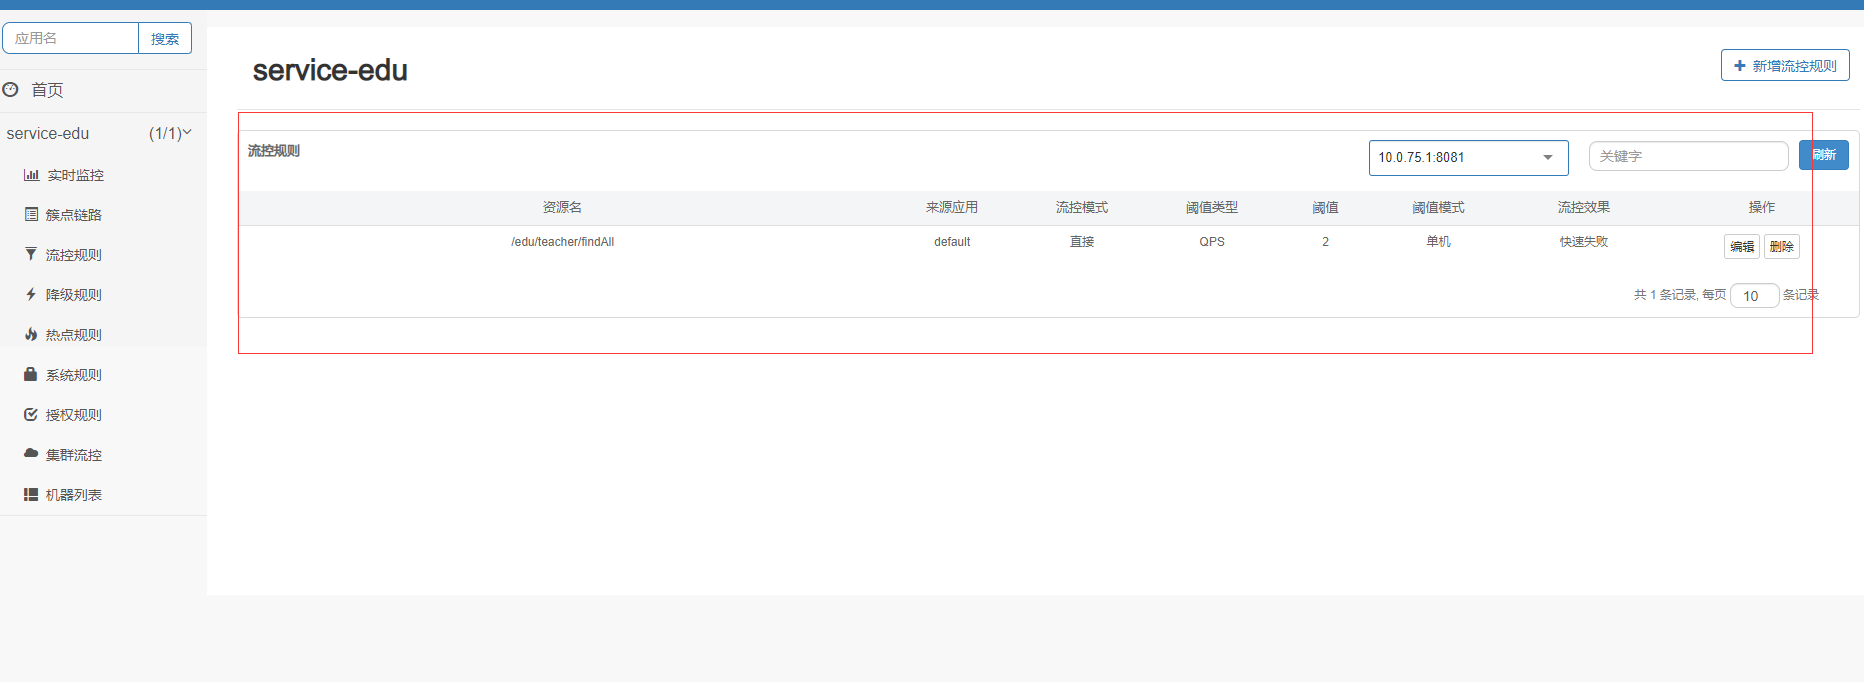 应用名 搜索
首页
service-edu (1/1)
实时监控
簇点链路
流控规则
降级规则
热点规则
系统规则
授权规则
集群流控
机器列表
service-edu
新增流控规则
流控规则 10.0.75.1:8081 关键字 刷新
资源名 来源应用 流控模式 阈值类型 阈值 阈值模式 流控效果 操作
/edu/teacher/findAll default 直接 QPS 2 单机 快速失败 编辑 删除
共 1 条记录, 每页 10 条记录